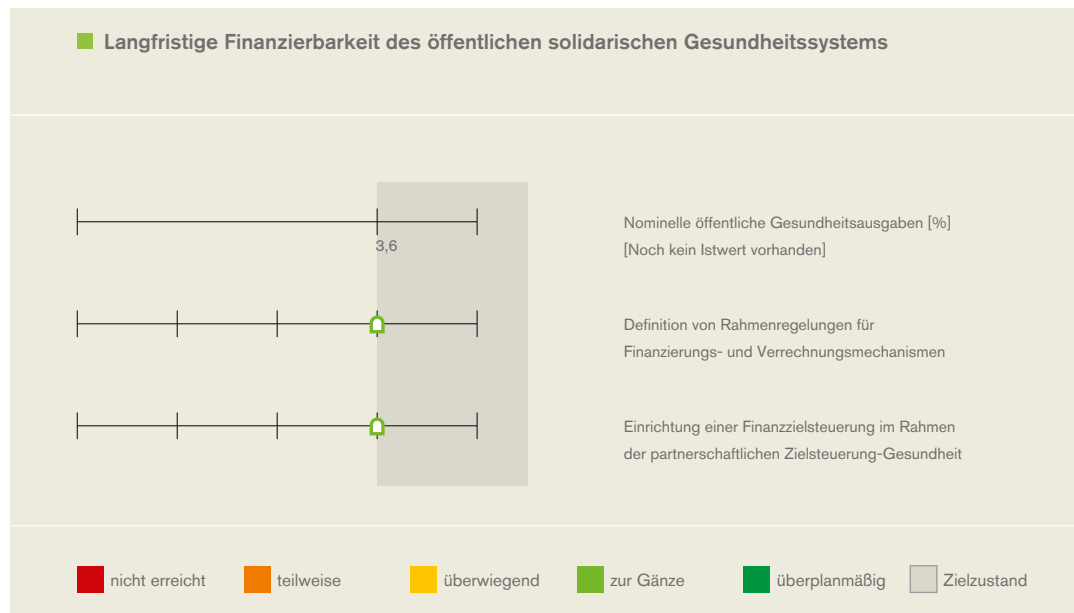 Langfristige Finanzierbarkeit des öffentlichen solidarischen Gesundheitssystems
3,6
Nominelle öffentliche Gesundheitsausgaben [%]
[Noch kein Istwert vorhanden]
Definition von Rahmenregelungen für
Finanzierungs- und Verrechnungsmechanismen
Einrichtung einer Finanzzielsteuerung im Rahmen
der partnerschaftlichen Zielsteuerung-Gesundheit
nicht erreicht
teilweise
überwiegend
zur Gänze
überplanmäßig
Zielzustand